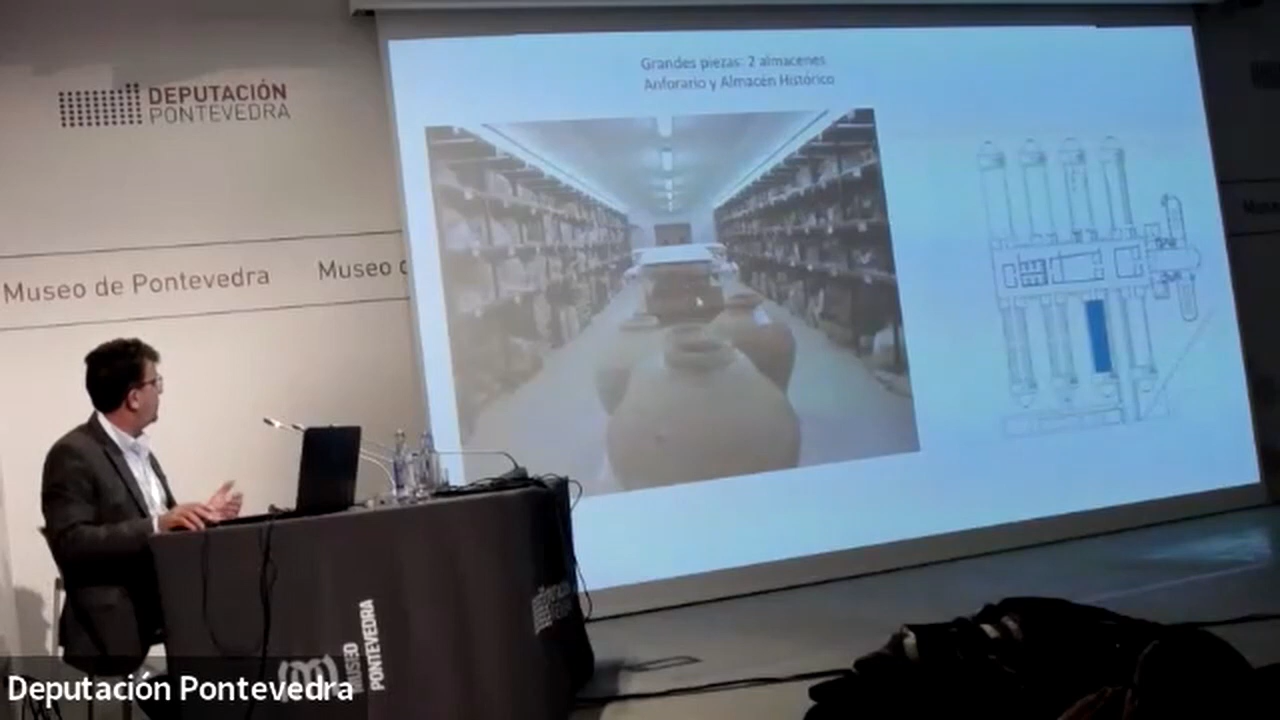 DEPUTACIÓN
PONTEVEDRA
Grandes piezas: 2 almacenes
Anforario y Almacén Histórico
Museo de Pontevedra
Museo
MUSEO
PONTEVEDRA
Deputación Pontevedra